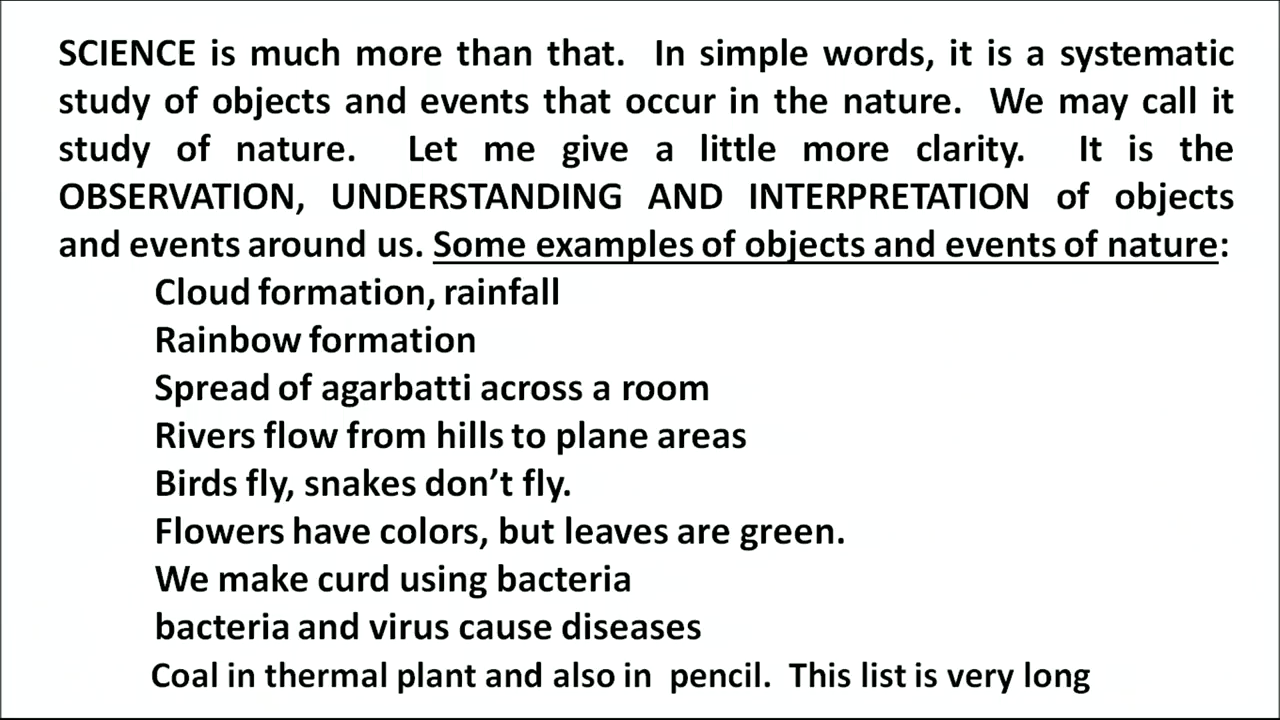 SCIENCE is much more than that. In simple words, it is a systematic
study of objects and events that occur in the nature. We may call it
study of nature. Let me give a little more clarity. It is the
OBSERVATION, UNDERSTANDING AND INTERPRETATION of objects
and events around us. Some examples of objects and events of nature:
Cloud formation, rainfall
Rainbow formation
Spread of agarbatti across a room
Rivers flow from hills to plane areas
Birds fly, snakes don’t fly.
Flowers have colors, but leaves are green.
We make curd using bacteria
bacteria and virus cause diseases
Coal in thermal plant and also in pencil. This list is very long